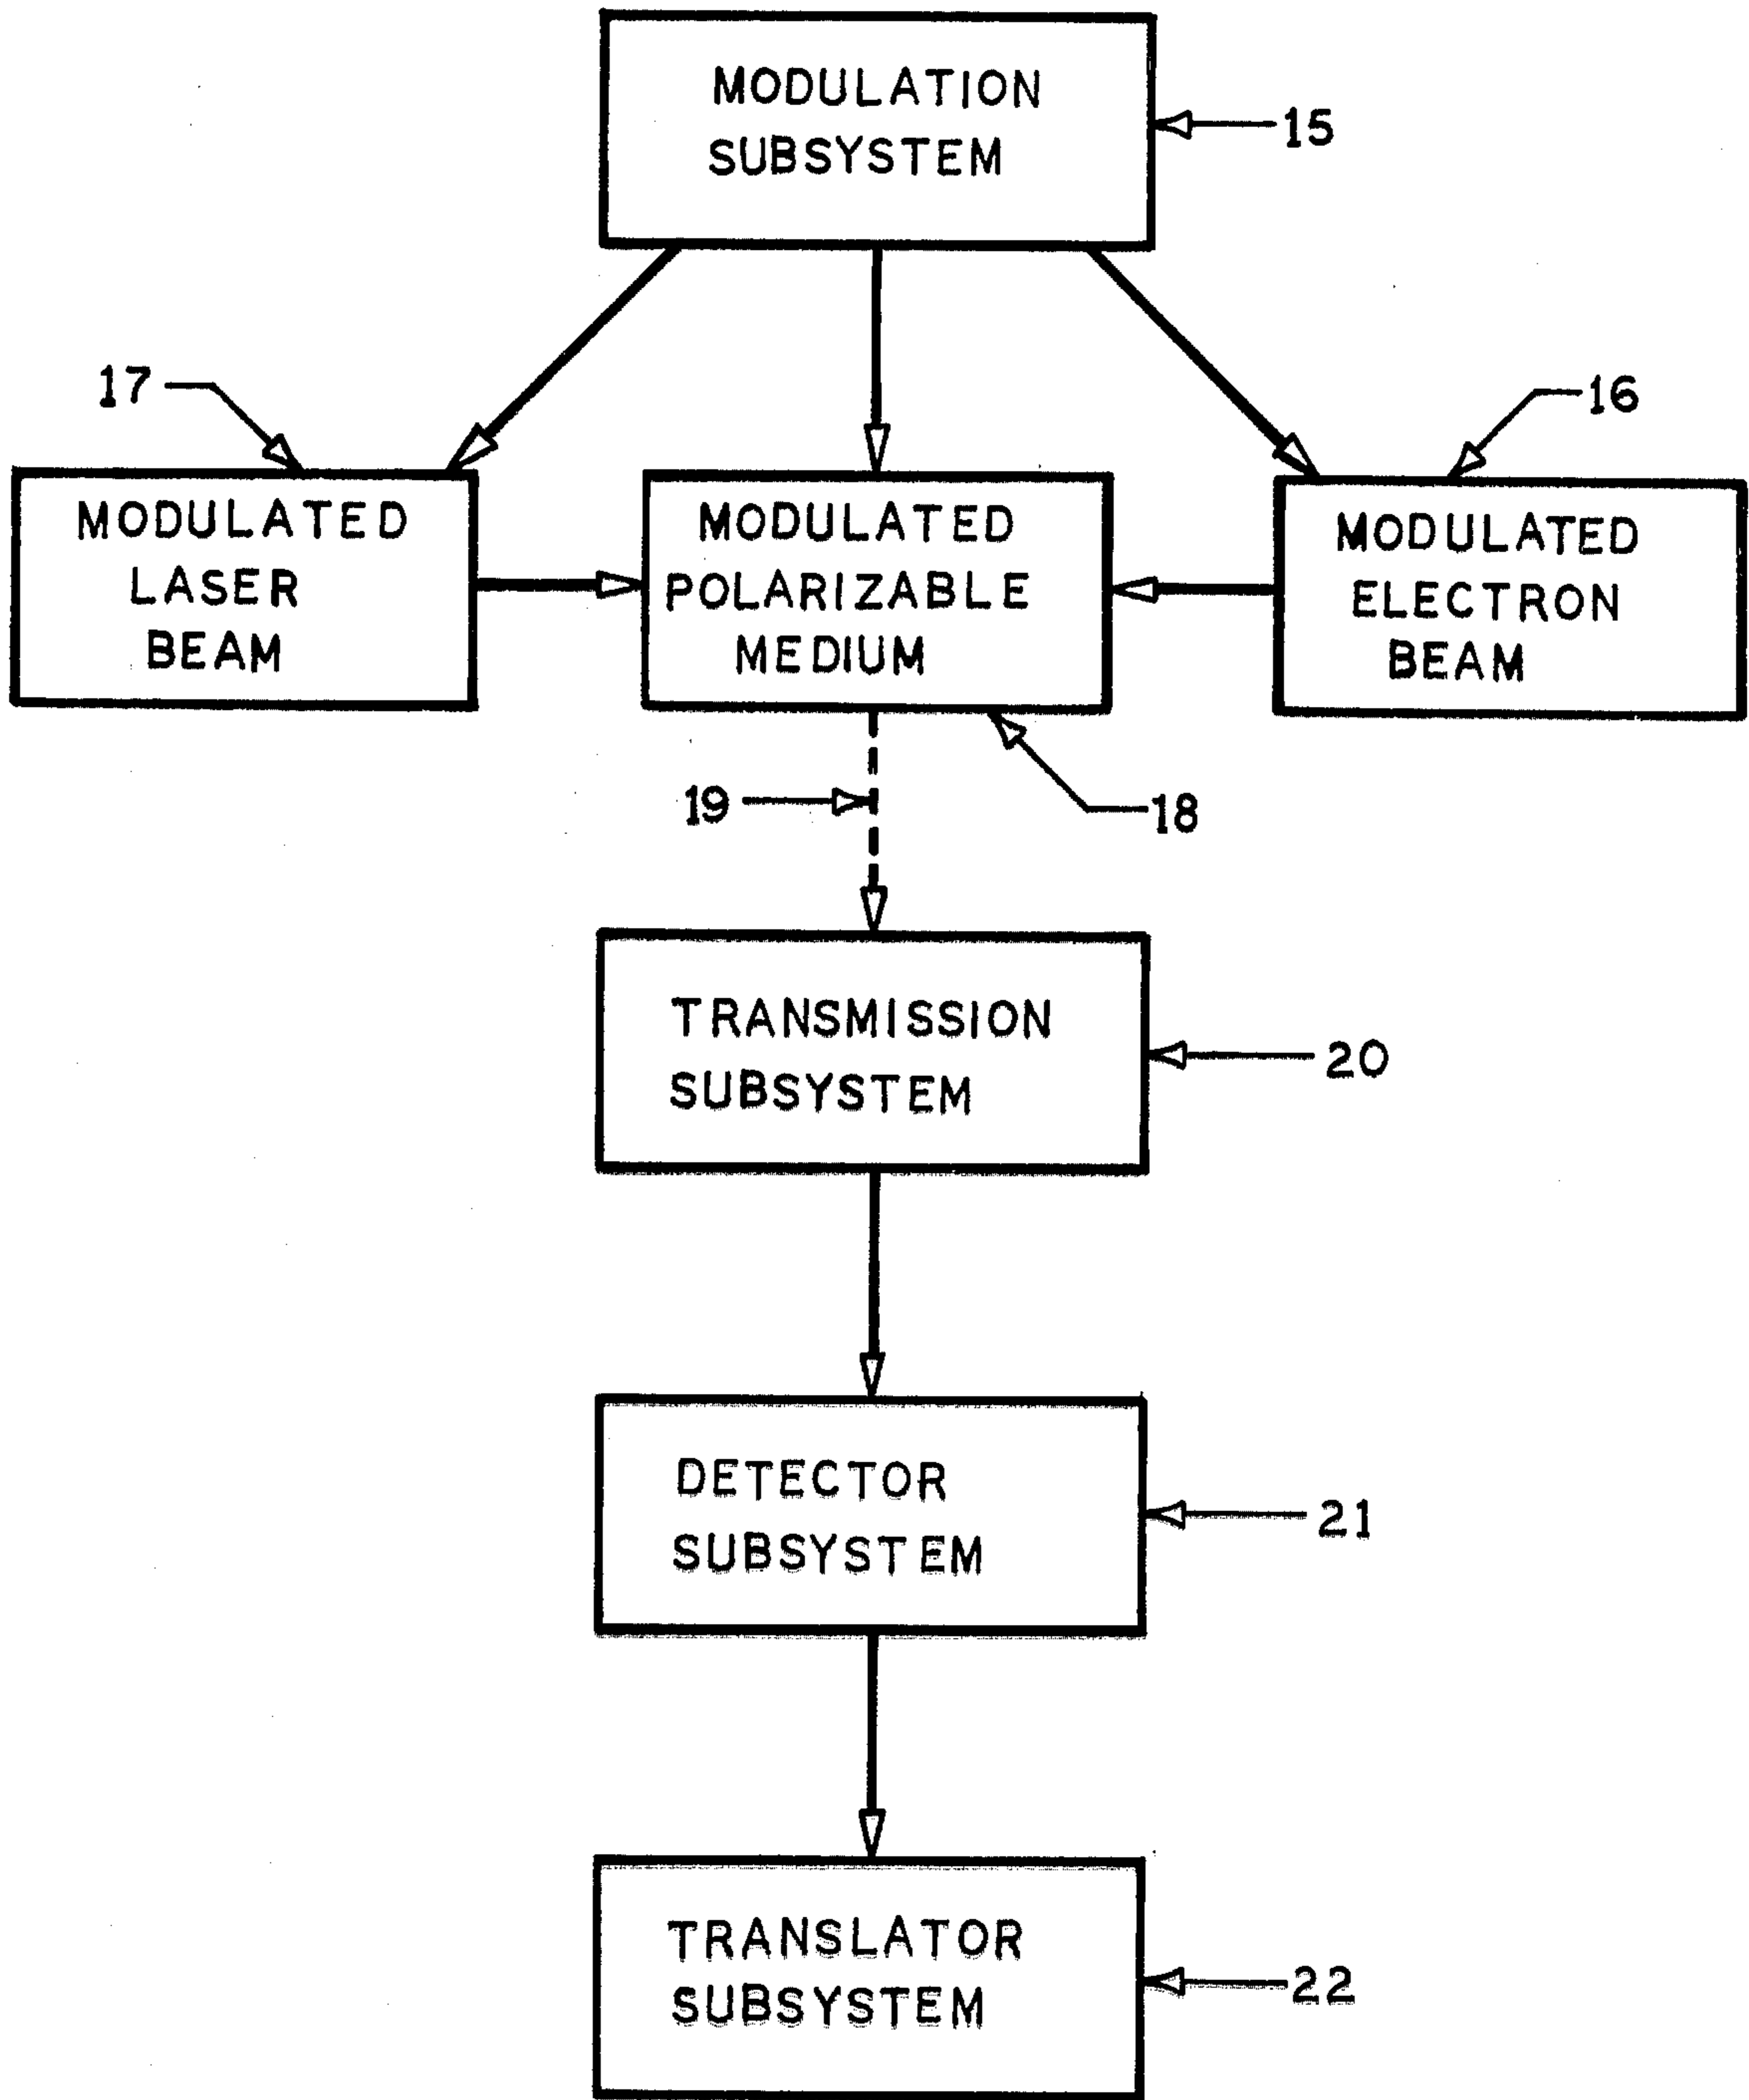 MODULATION
SUBSYSTEM
15
17
16
MODULATED
LASER
BEAM
MODULATED
POLARIZABLE
MEDIUM
MODULATED
ELECTRON
BEAM
19
18
TRANSMISSION
SUBSYSTEM
20
DETECTOR
SUBSYSTEM
21
TRANSLATOR
SUBSYSTEM
22